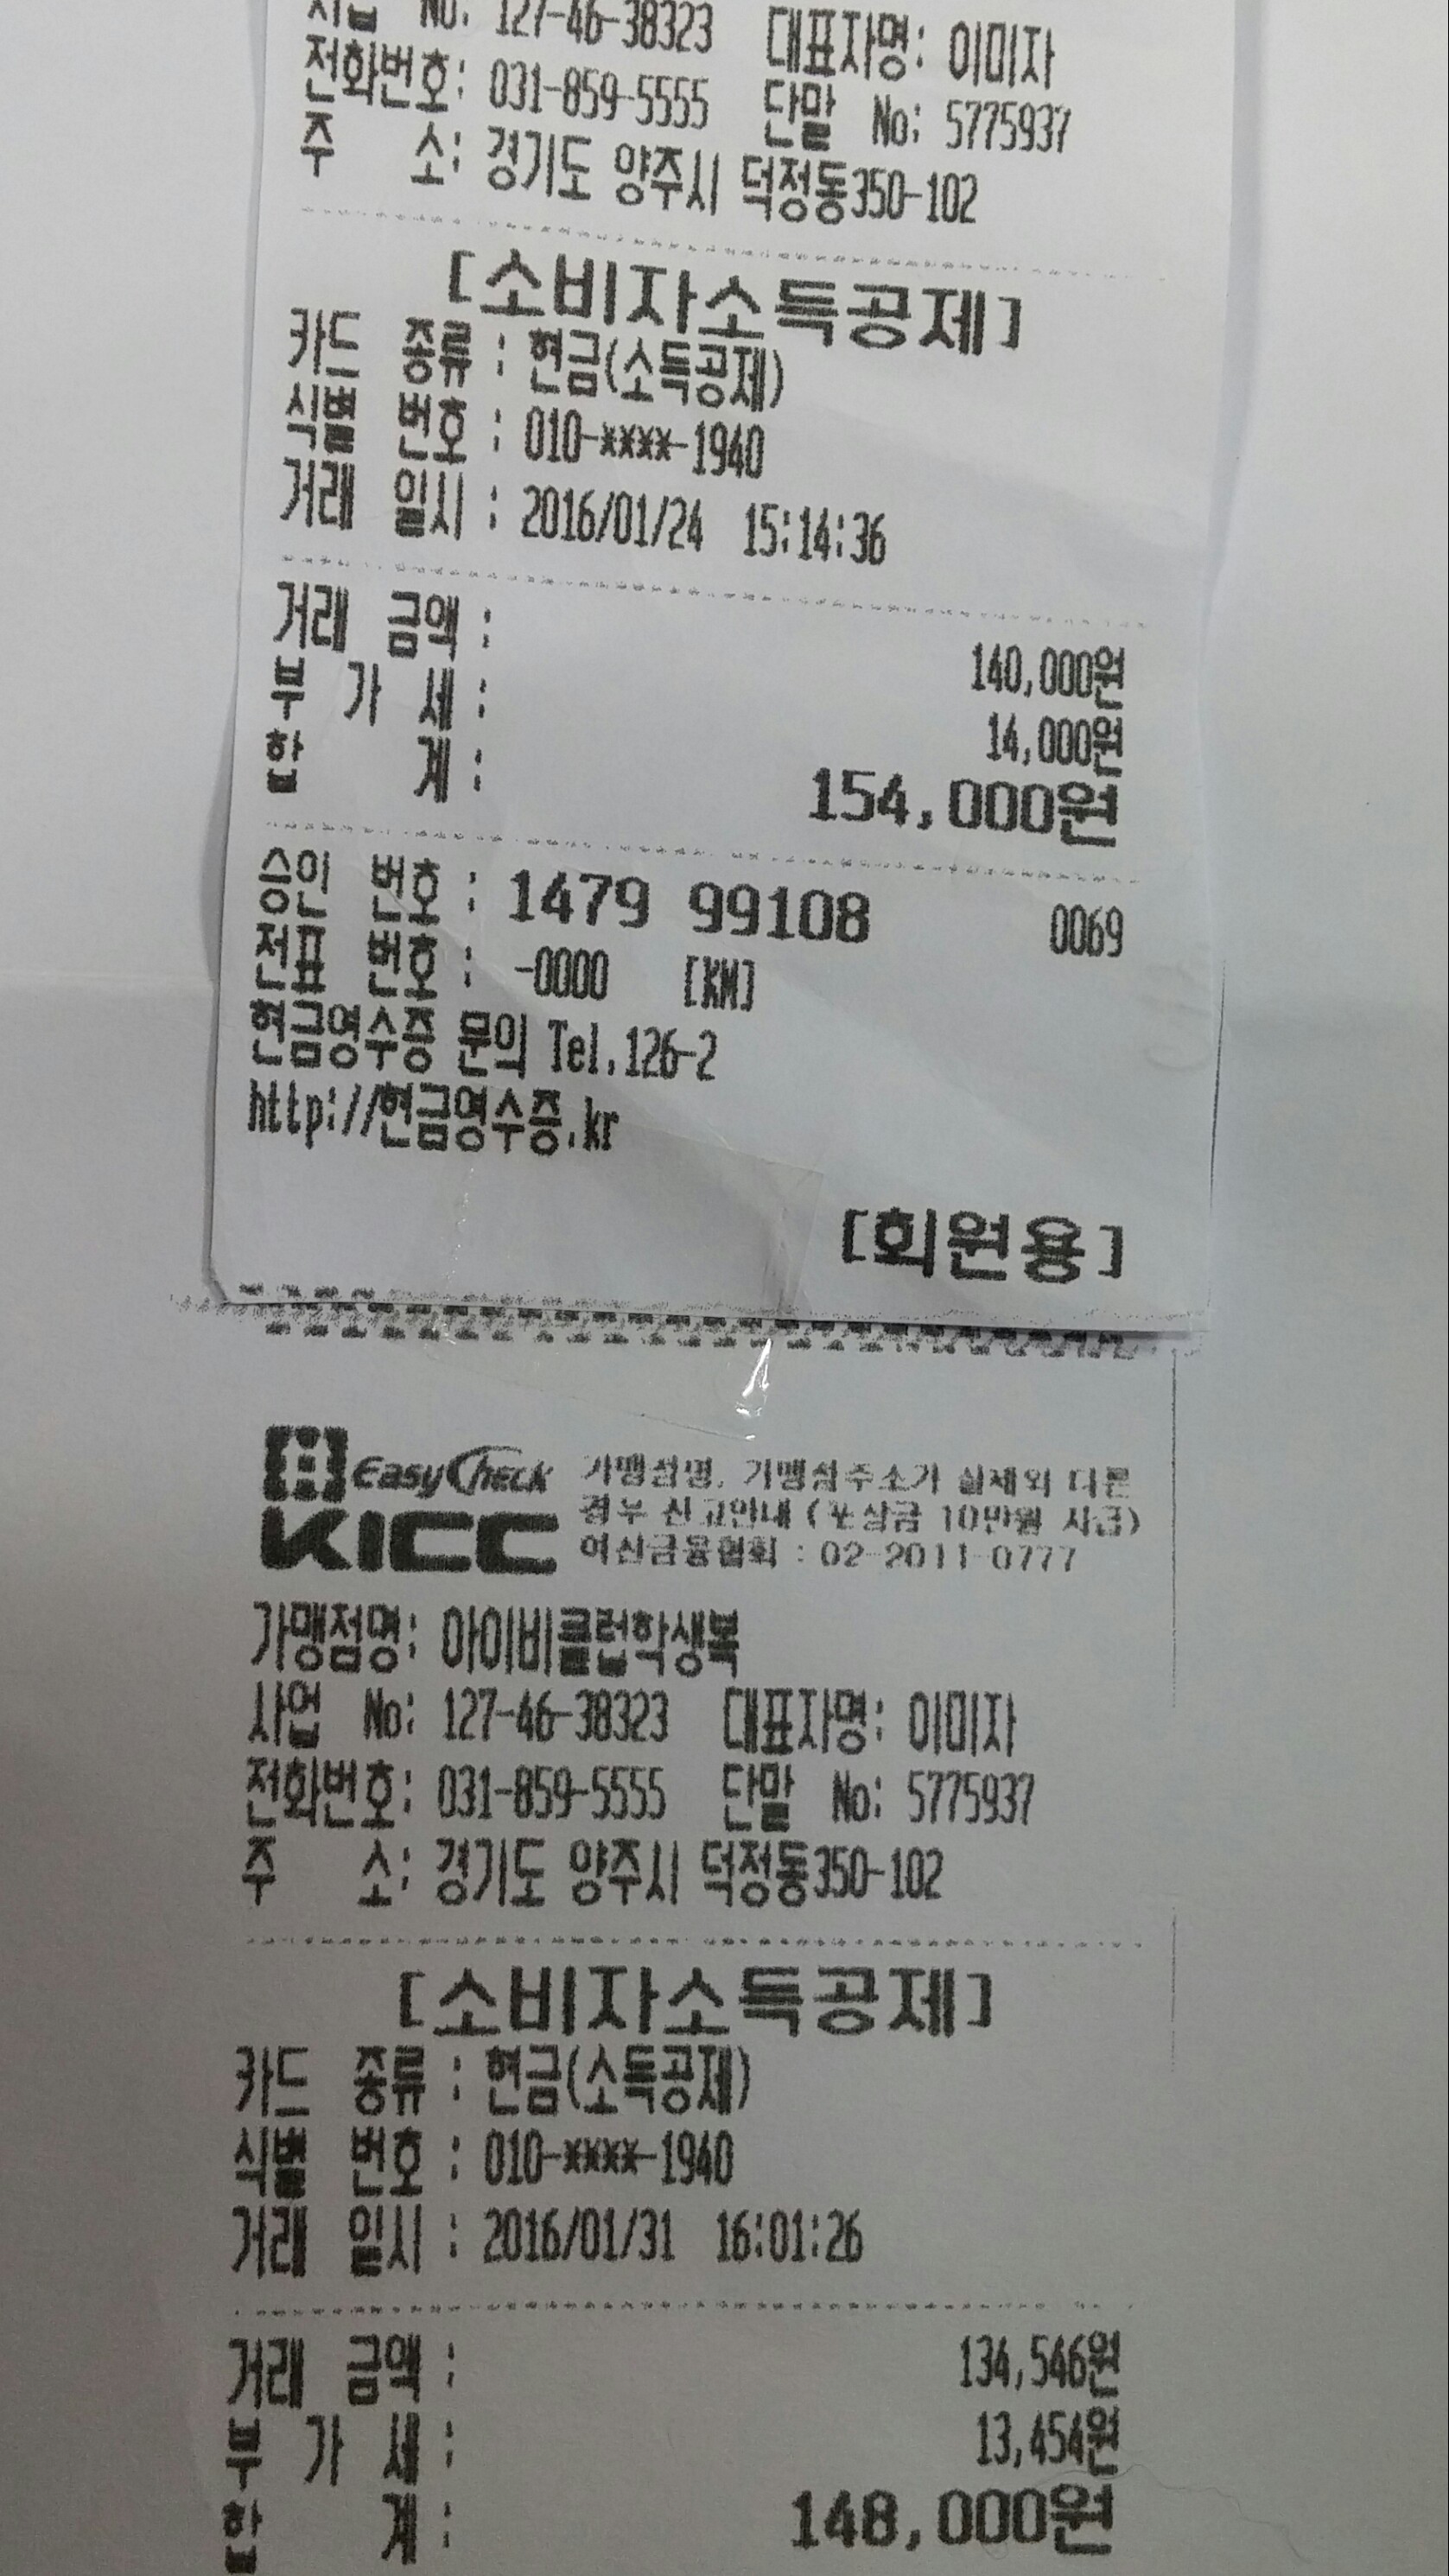 사업 No: 127-46-38323 대표자명: 이미자
전화번호: 031-859-5555 단말 No: 5775937
주 소: 경기도 양주시 덕정동350-102
[소비자소득공제]
카드 종류 : 현금(소득공제)
식별 번호 : 010-****-1940
거래 일시 : 2016/01/24 15:14:36
거래 금액 : 140,000원
부 가 세 : 14,000원
합 계 : 154,000원
승인 번호 : 1479 99108 0069
전표 번호 : -0000 [KM]
현금영수증 문의 Tel.126-2
http://현금영수증.kr
[회원용]
EasyCheck 가맹점명, 가맹점주소가 실제와 다른
경우 신고안내 (포상금 10만원 지급)
KICC 여신금융협회 : 02-2011-0777
가맹점명: 아이비클럽학생복
사업 No: 127-46-38323 대표자명: 이미자
전화번호: 031-859-5555 단말 No: 5775937
주 소: 경기도 양주시 덕정동350-102
[소비자소득공제]
카드 종류 : 현금(소득공제)
식별 번호 : 010-****-1940
거래 일시 : 2016/01/31 16:01:26
거래 금액 : 134,546원
부 가 세 : 13,454원
합 계 : 148,000원